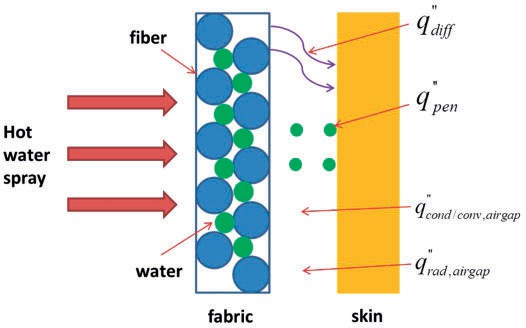 fiber
q"diff
q"pen
Hot
water
spray
q"cond/conv,airgap
q"rad,airgap
water
fabric
skin